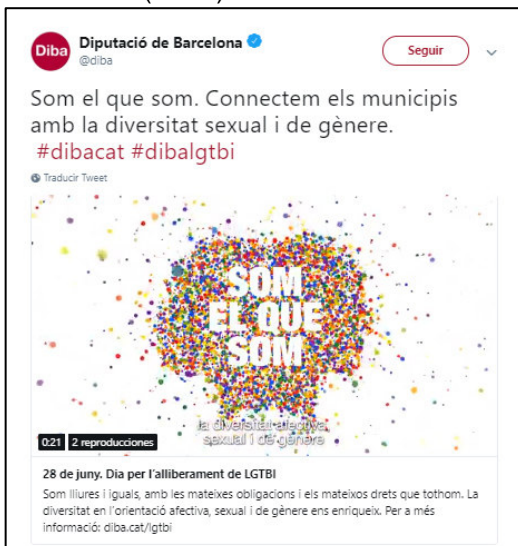 Diba
Diputació de Barcelona
@diba
Seguir
Som el que som. Connectem els municipis
amb la diversitat sexual i de gènere.
#dibacat #dibalgtbi
Traducir Tweet
SOM
EL QUE
SOM
la diversitat afectiva,
sexual i de gènere
0:21 2 reproducciones
28 de juny. Dia per l'alliberament de LGTBI
Som lliures i iguals, amb les mateixes obligacions i els mateixos drets que tothom. La
diversitat en l'orientació afectiva, sexual i de gènere ens enriqueix. Per a més
informació: diba.cat/lgtbi